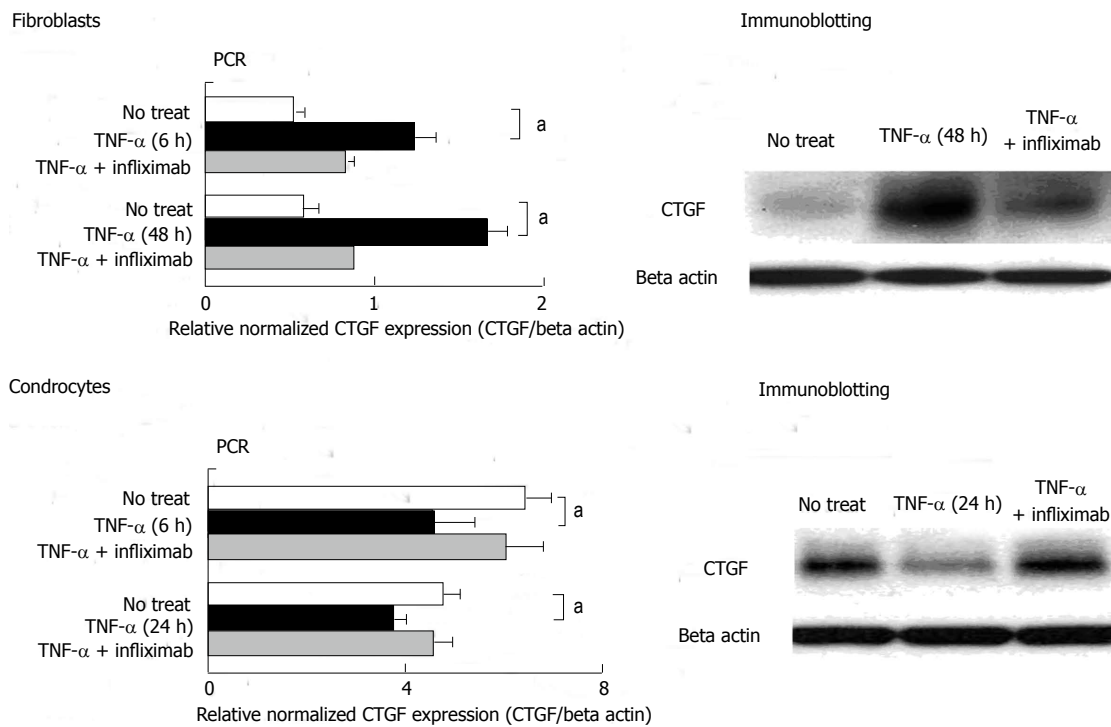 Fibroblasts
Immunoblotting
PCR
No treat
TNF-α (6 h)
TNF-α + infliximab
a
No treat
TNF-α (48 h)
TNF-α + infliximab
a
0 1 2
Relative normalized CTGF expression (CTGF/beta actin)
No treat
TNF-α (48 h)
TNF-α
+ infliximab
CTGF
Beta actin
Condrocytes
Immunoblotting
PCR
No treat
TNF-α (6 h)
TNF-α + infliximab
a
No treat
TNF-α (24 h)
TNF-α + infliximab
a
0 4 8
Relative normalized CTGF expression (CTGF/beta actin)
No treat
TNF-α (24 h)
TNF-α
+ infliximab
CTGF
Beta actin